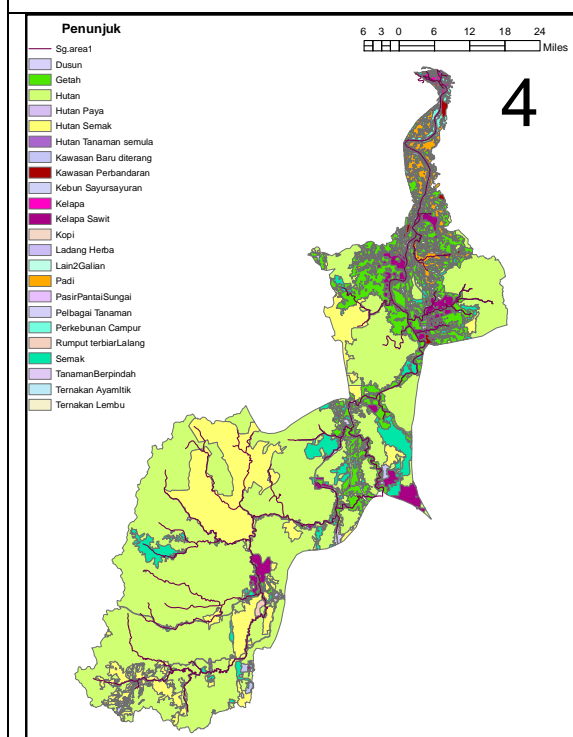 Penunjuk
Sg.area1
Dusun
Getah
Hutan
Hutan Paya
Hutan Semak
Hutan Tanaman semula
Kawasan Baru diterang
Kawasan Perbandaran
Kebun Sayursayuran
Kelapa
Kelapa Sawit
Kopi
Ladang Herba
Lain2Galian
Padi
PasirPantaiSungai
Pelbagai Tanaman
Perkebunan Campur
Rumput terbiarLalang
Semak
TanamanBerpindah
Ternakan AyamItik
Ternakan Lembu
6 3 0 6 12 18 24
Miles
4